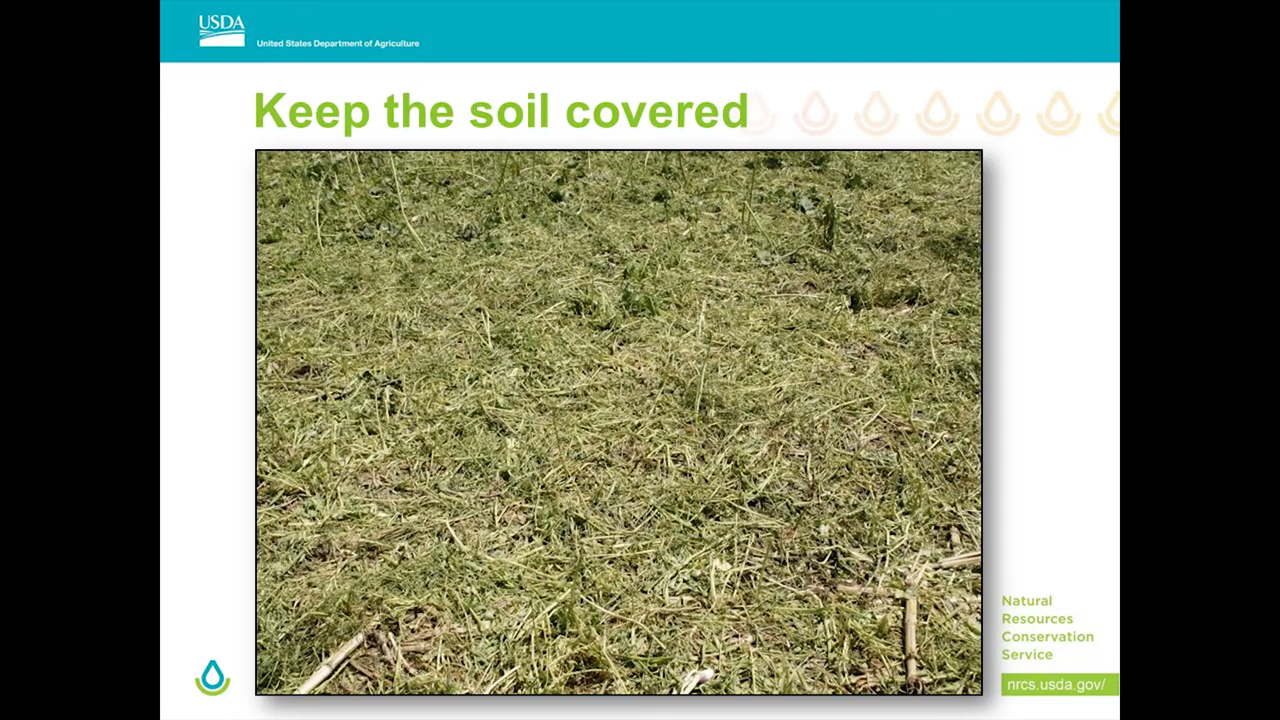 USDA
United States Department of Agriculture
Keep the soil covered
Natural
Resources
Conservation
Service
nrcs.usda.gov/